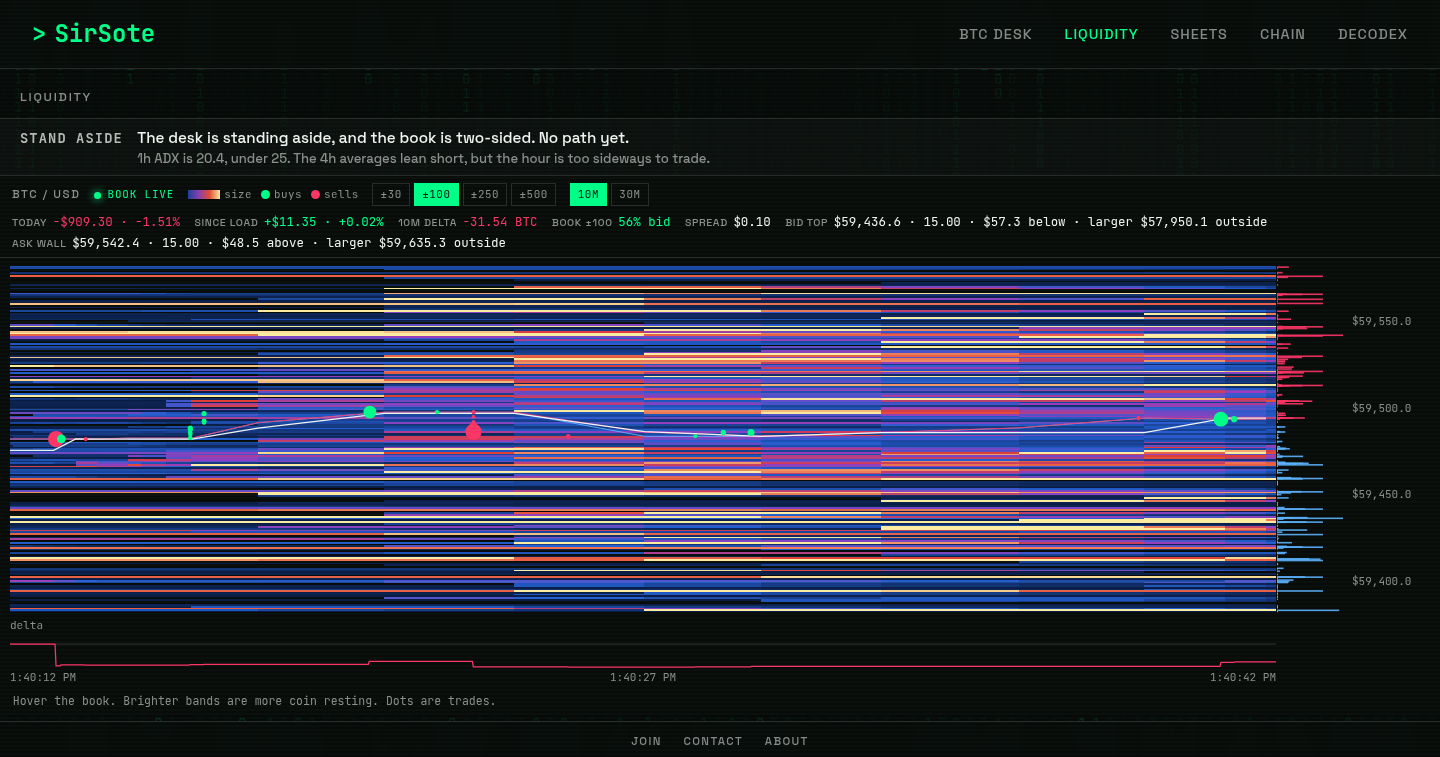 > SirSote
BTC DESK LIQUIDITY SHEETS CHAIN DECODEX
LIQUIDITY
STAND ASIDE The desk is standing aside, and the book is two-sided. No path yet.
1h ADX is 20.4, under 25. The 4h averages lean short, but the hour is too sideways to trade.
BTC / USD BOOK LIVE size buys sells ±30 ±100 ±250 ±500 10M 30M
TODAY -$909.30 · -1.51% SINCE LOAD +$11.35 · +0.02% 10M DELTA -31.54 BTC BOOK ±100 56% bid SPREAD $0.10 BID TOP $59,436.6 · 15.00 · $57.3 below · larger $57,950.1 outside
ASK WALL $59,542.4 · 15.00 · $48.5 above · larger $59,635.3 outside
$59,550.0
$59,500.0
$59,450.0
$59,400.0
delta
1:40:12 PM 1:40:27 PM 1:40:42 PM
Hover the book. Brighter bands are more coin resting. Dots are trades.
JOIN CONTACT ABOUT